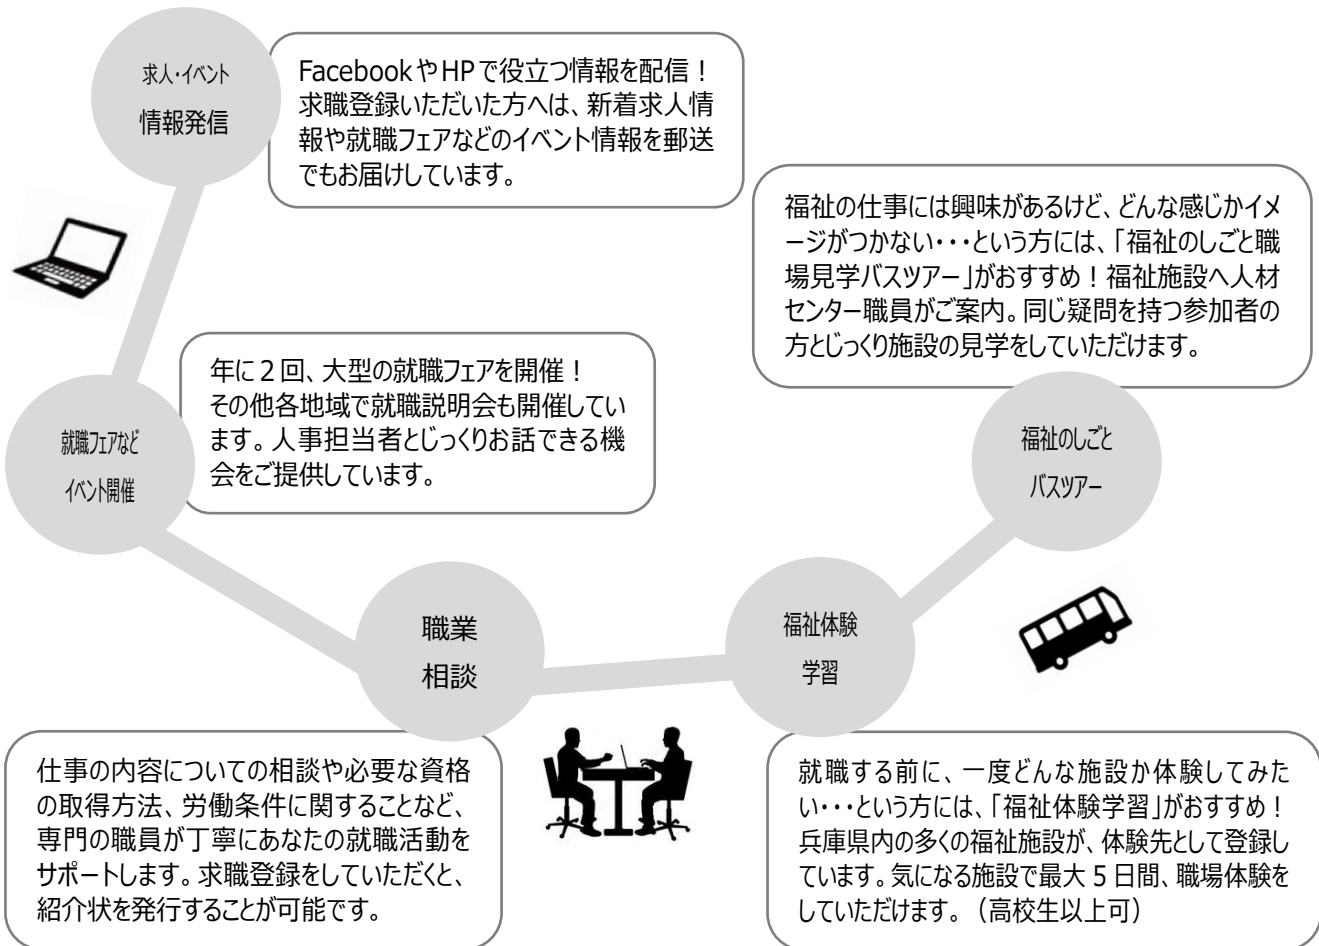 求人・イベント
情報発信
FacebookやHPで役立つ情報を配信！
求職登録いただいた方へは、新着求人情
報や就職フェアなどのイベント情報を郵送
でもお届けしています。
福祉の仕事には興味があるけど、どんな感じかイメ
ージがつかない・・・という方には、「福祉のしごと職
場見学バスツアー」がおすすめ！福祉施設へ人材
センター職員がご案内。同じ疑問を持つ参加者の
方とじっくり施設の見学をしていただけます。
就職フェアなど
イベント開催
年に２回、大型の就職フェアを開催！
その他各地域で就職説明会も開催してい
ます。人事担当者とじっくりお話できる機
会をご提供しています。
福祉のしごと
バスツアー
職業
相談
福祉体験
学習
仕事の内容についての相談や必要な資格
の取得方法、労働条件に関することなど、
専門の職員が丁寧にあなたの就職活動を
サポートします。求職登録をしていただくと、
紹介状を発行することが可能です。
就職する前に、一度どんな施設か体験してみた
い・・・という方には、「福祉体験学習」がおすすめ！
兵庫県内の多くの福祉施設が、体験先として登録し
ています。気になる施設で最大５日間、職場体験を
していただけます。（高校生以上可）